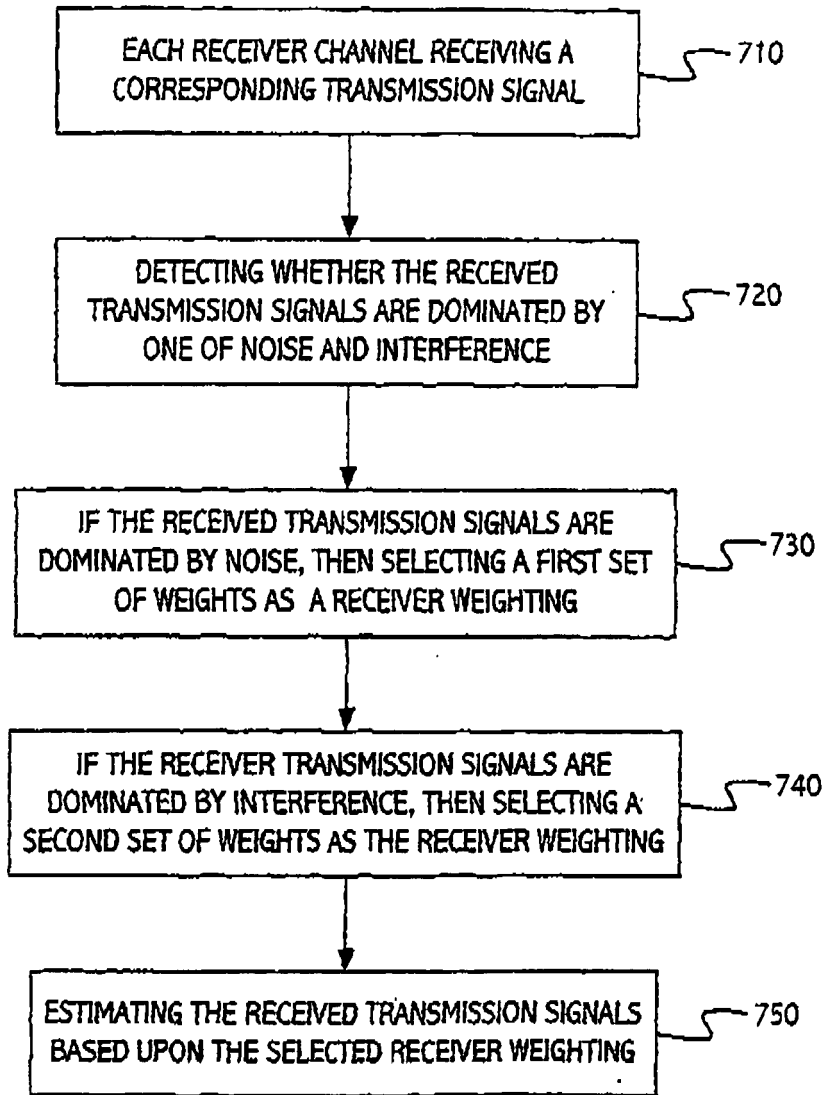 EACH RECEIVER CHANNEL RECEIVING A
CORRESPONDING TRANSMISSION SIGNAL
710
DETECTING WHETHER THE RECEIVED
TRANSMISSION SIGNALS ARE DOMINATED BY
ONE OF NOISE AND INTERFERENCE
720
IF THE RECEIVED TRANSMISSION SIGNALS ARE
DOMINATED BY NOISE, THEN SELECTING A FIRST SET
OF WEIGHTS AS A RECEIVER WEIGHTING
730
IF THE RECEIVER TRANSMISSION SIGNALS ARE
DOMINATED BY INTERFERENCE, THEN SELECTING A
SECOND SET OF WEIGHTS AS THE RECEIVER WEIGHTING
740
ESTIMATING THE RECEIVED TRANSMISSION SIGNALS
BASED UPON THE SELECTED RECEIVER WEIGHTING
750